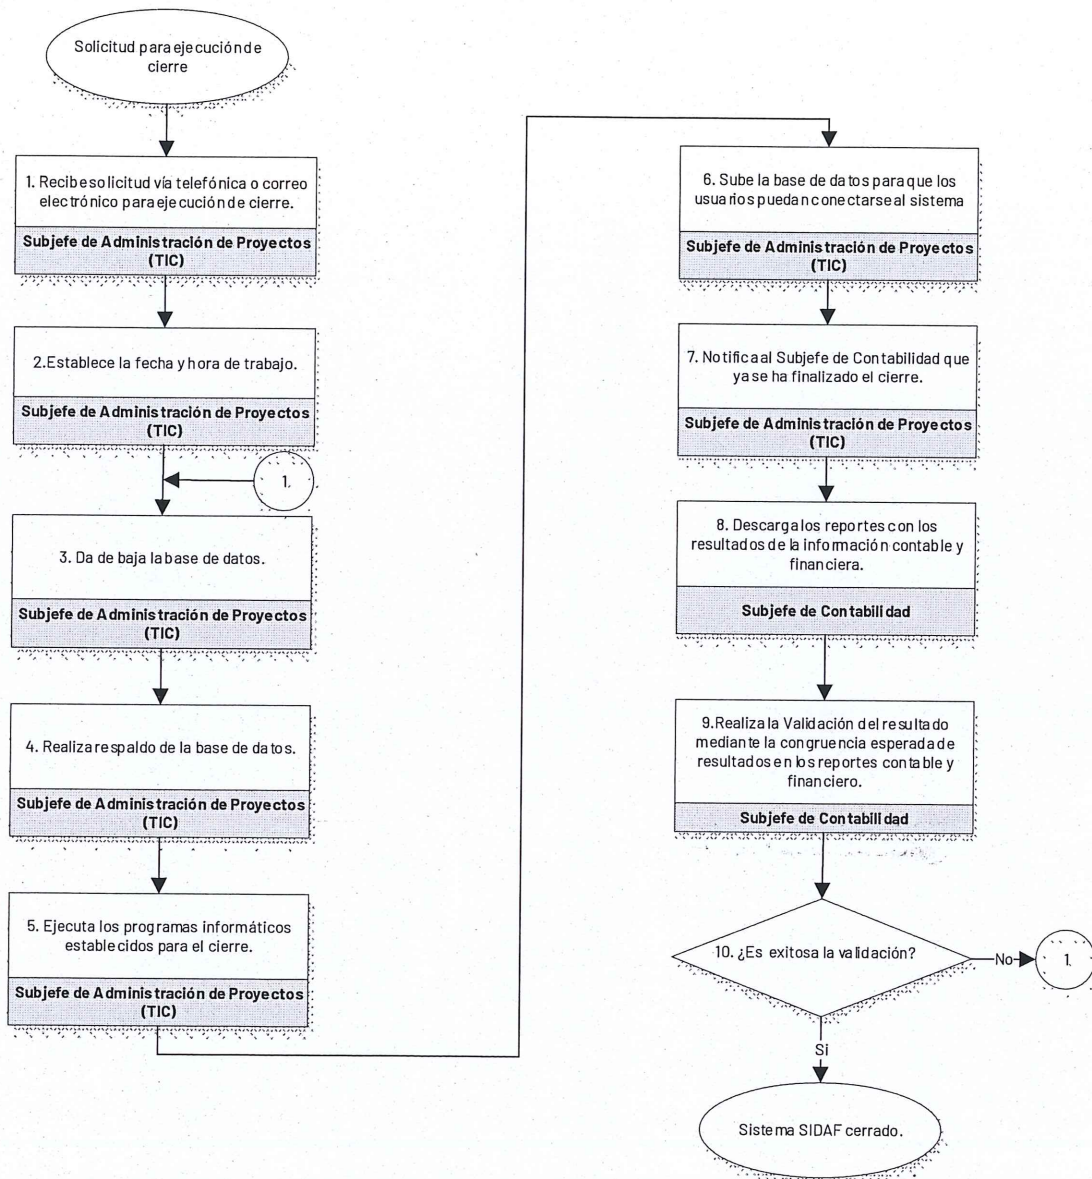 Solicitud para ejecución de
cierre
1. Recibe solicitud vía telefónica o correo
electrónico para ejecución de cierre.
Subjefe de Administración de Proyectos
(TIC)
2.Establece la fecha y hora de trabajo.
Subjefe de Administración de Proyectos
(TIC)
1.
3. Da de baja la base de datos.
Subjefe de Administración de Proyectos
(TIC)
4. Realiza respaldo de la base de datos.
Subjefe de Administración de Proyectos
(TIC)
5. Ejecuta los programas informáticos
establecidos para el cierre.
Subjefe de Administración de Proyectos
(TIC)
6. Sube la base de datos para que los
usuarios puedan conectarse al sistema
Subjefe de Administración de Proyectos
(TIC)
7. Notifica al Subjefe de Contabilidad que
ya se ha finalizado el cierre.
Subjefe de Administración de Proyectos
(TIC)
8. Descarga los reportes con los
resultados de la información contable y
financiera.
Subjefe de Contabilidad
9.Realiza la Validación del resultado
mediante la congruencia esperada de
resultados en los reportes contable y
financiero.
Subjefe de Contabilidad
10. ¿Es exitosa la validación?
No
1.
Si
Sistema SIDAF cerrado.